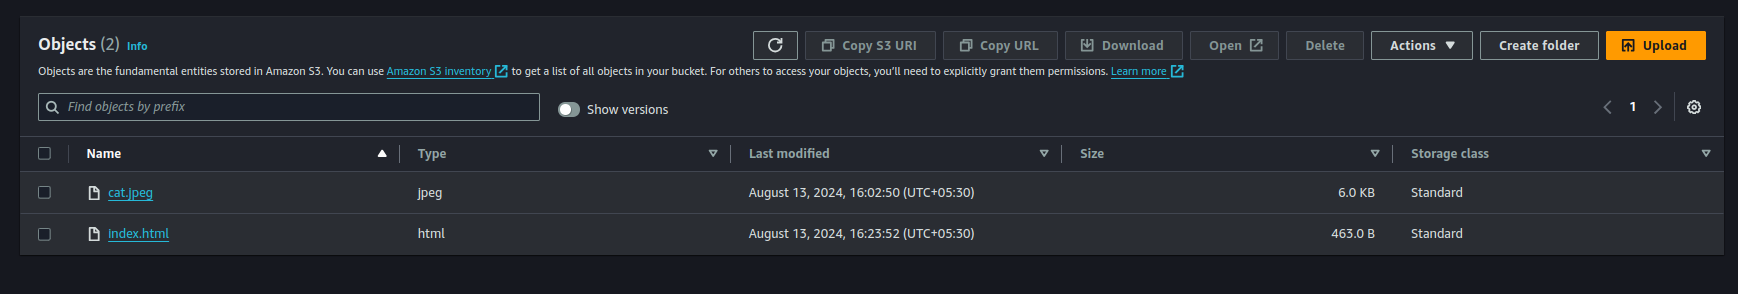 Objects (2) Info
Copy S3 URI Copy URL Download Open Delete Actions Create folder Upload
Objects are the fundamental entities stored in Amazon S3. You can use Amazon S3 inventory to get a list of all objects in your bucket. For others to access your objects, you'll need to explicitly grant them permissions. Learn more
Find objects by prefix Show versions 1
Name Type Last modified Size Storage class
cat.jpeg jpeg August 13, 2024, 16:02:50 (UTC+05:30) 6.0 KB Standard
index.html html August 13, 2024, 16:23:52 (UTC+05:30) 463.0 B Standard